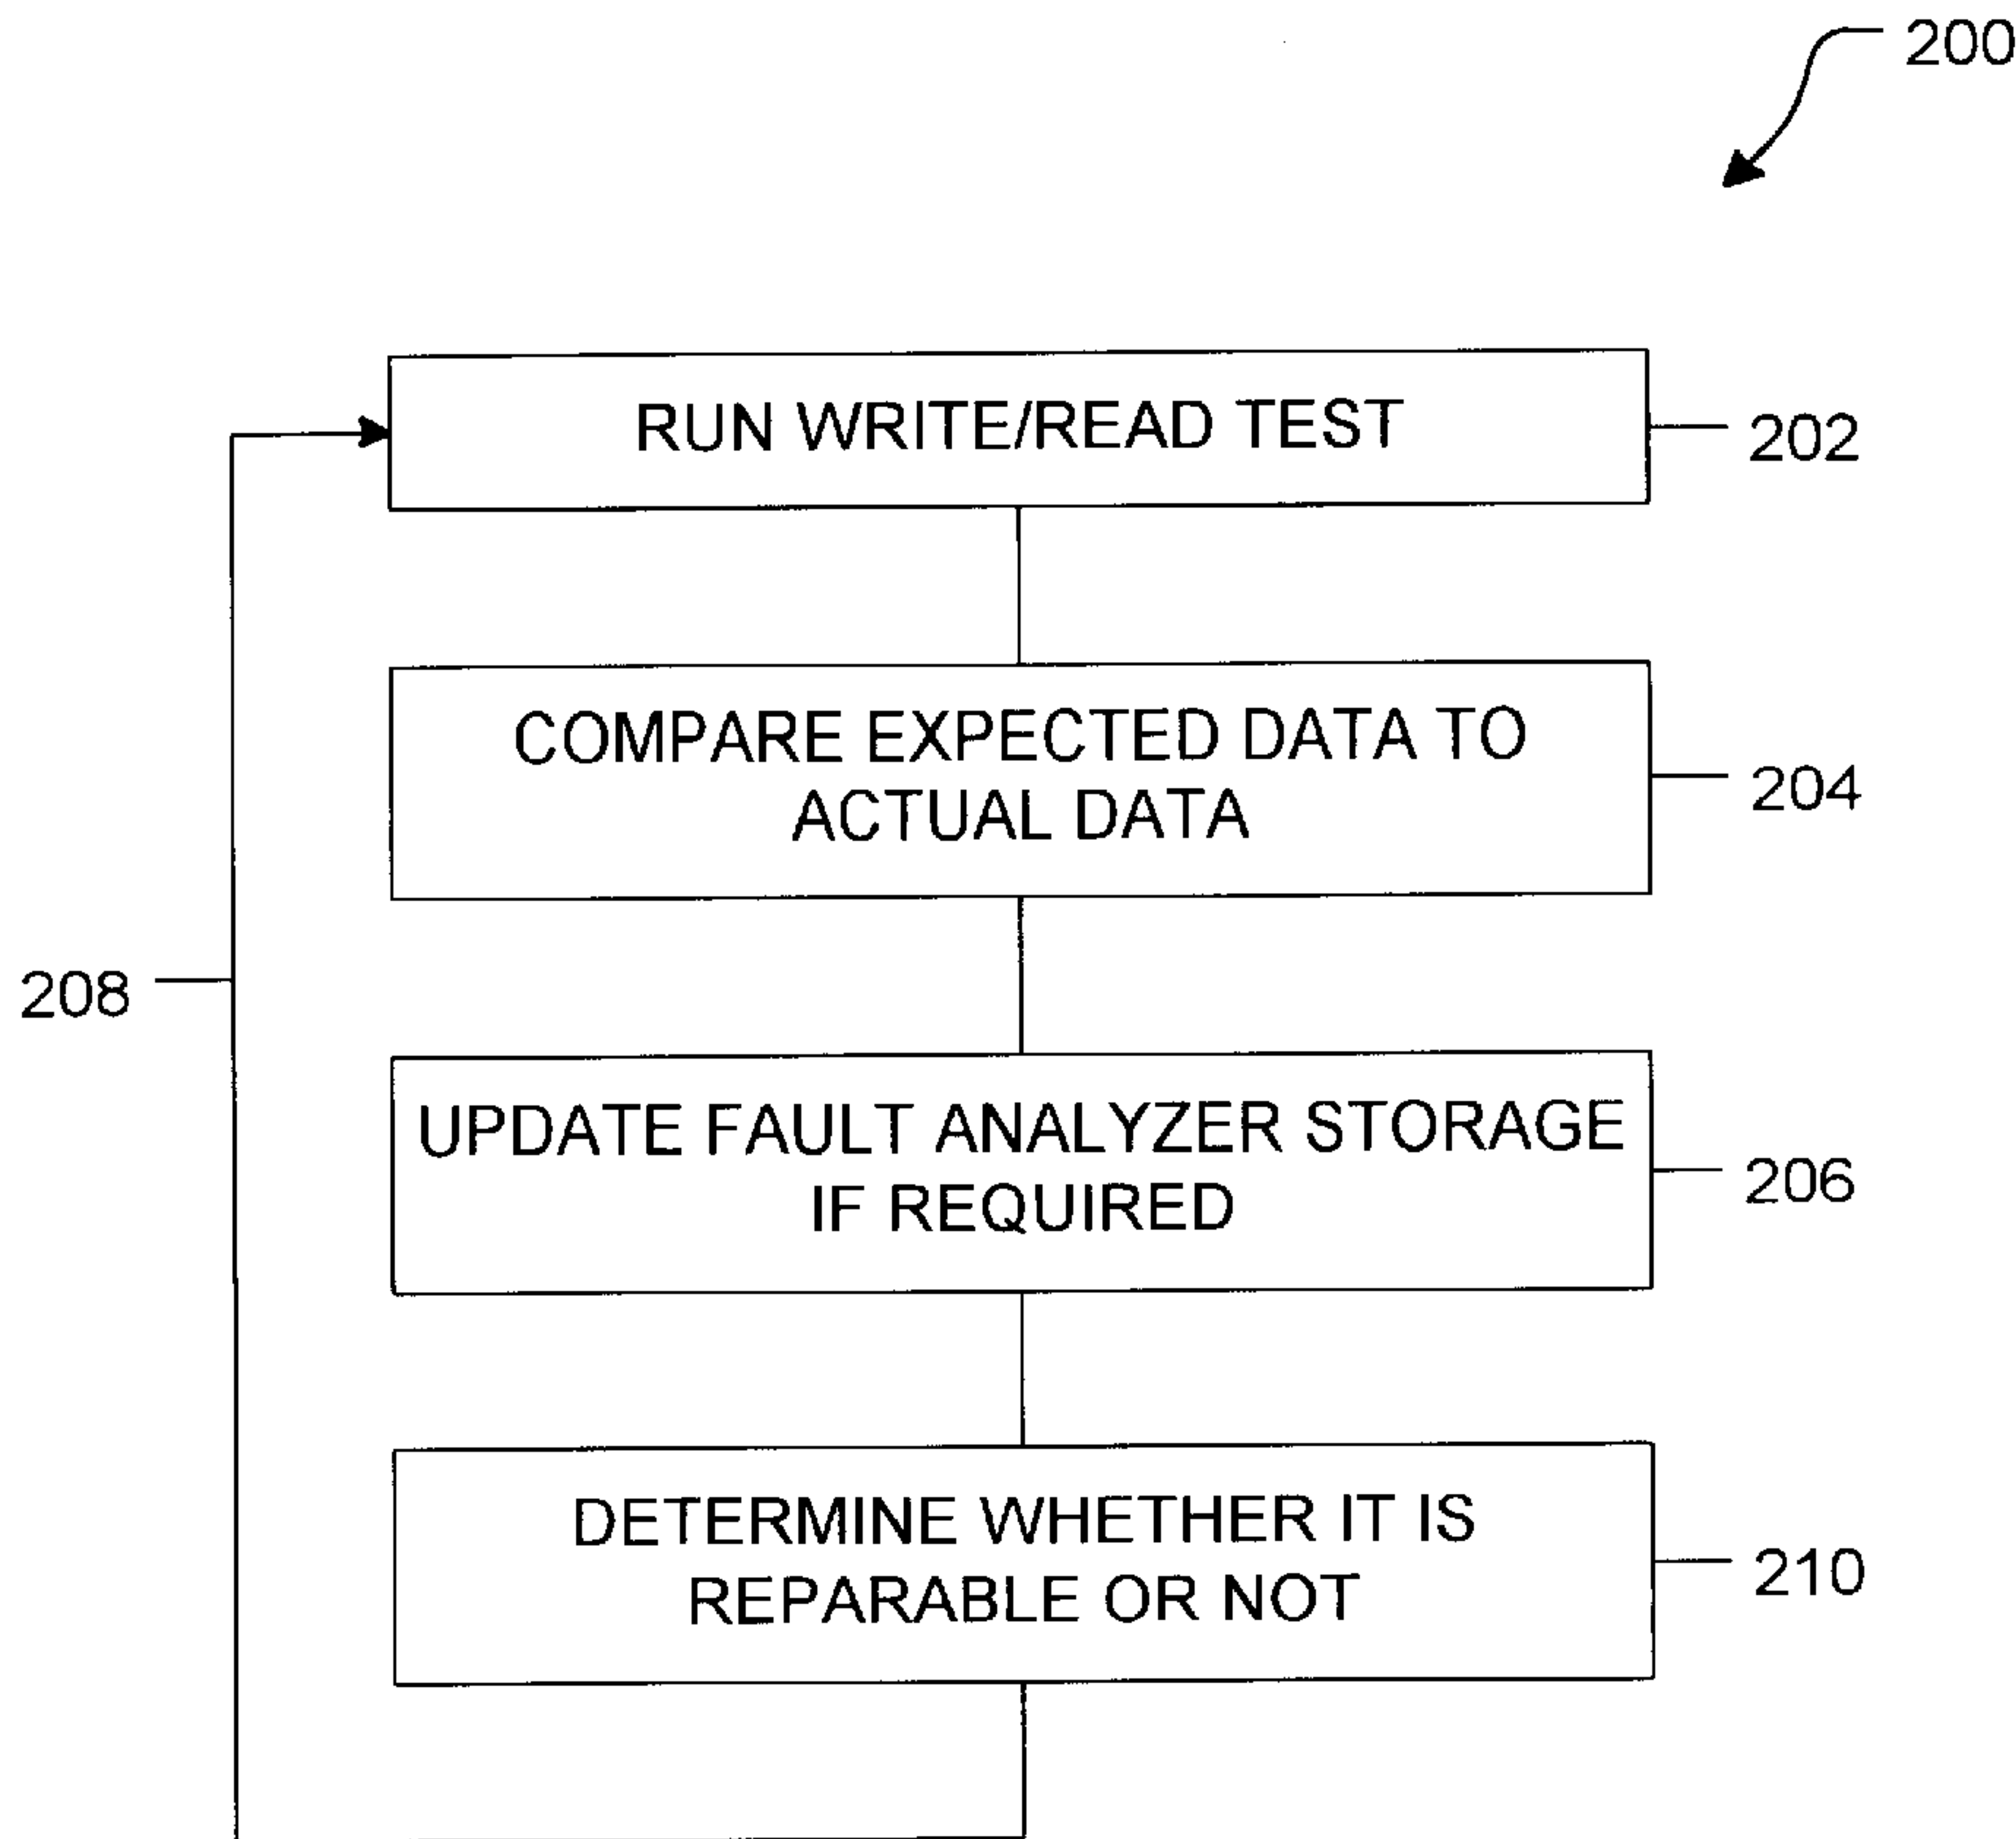 200
RUN WRITE/READ TEST
202
COMPARE EXPECTED DATA TO
ACTUAL DATA
204
208
UPDATE FAULT ANALYZER STORAGE
IF REQUIRED
206
DETERMINE WHETHER IT IS
REPARABLE OR NOT
210